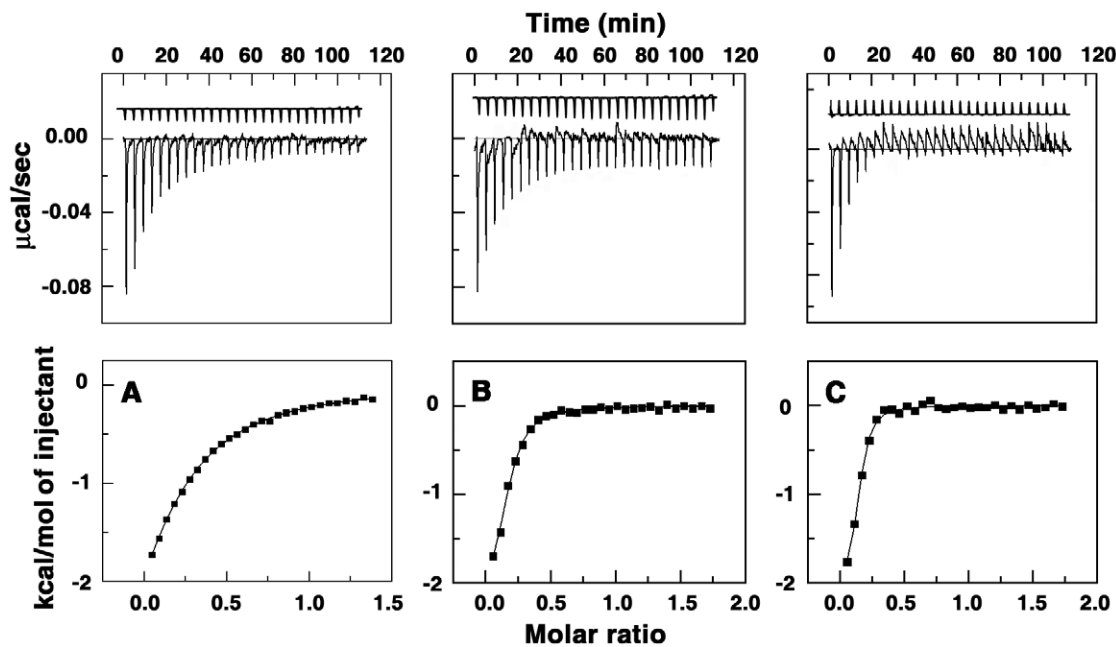 Time (min)
0 20 40 60 80 100 120
0 20 40 60 80 100 120
0 20 40 60 80 100 120
μcal/sec
0.00
-0.04
-0.08
kcal/mol of injectant
A
0
-1
-2
0.0 0.5 1.0 1.5
B
0
-1
-2
0.0 0.5 1.0 1.5 2.0
C
0
-1
-2
0.0 0.5 1.0 1.5 2.0
Molar ratio